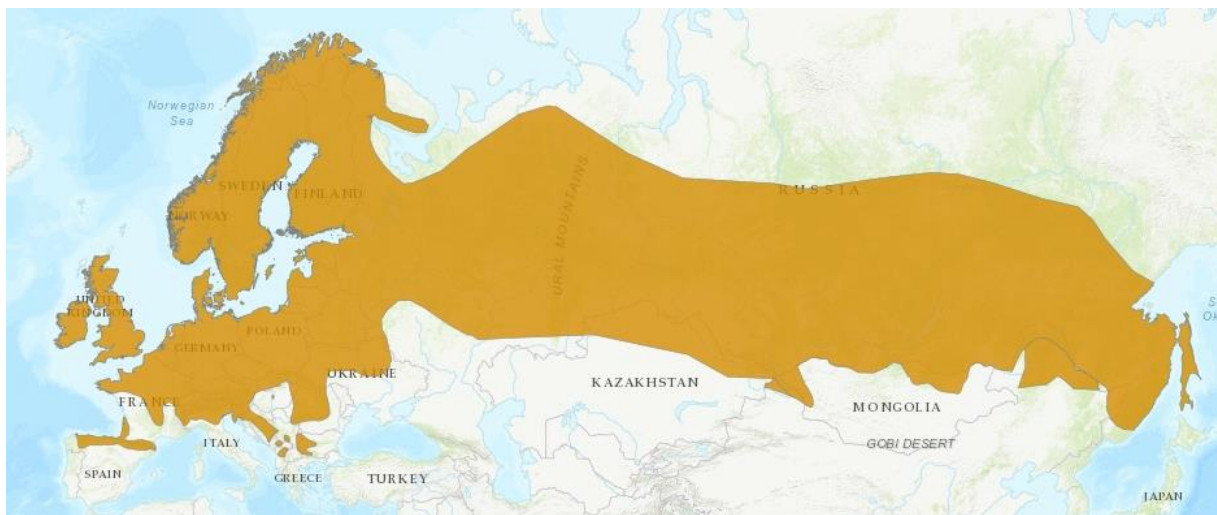 Norwegian
Sea
SWEDEN
FINLAND
NORWAY
RUSSIA
URAL MOUNTAINS
UNITED
KINGDOM
POLAND
GERMANY
UKRAINE
FRANCE
KAZAKHSTAN
MONGOLIA
GOBI DESERT
ITALY
SPAIN
GREECE
TURKEY
JAPAN
S
Ok